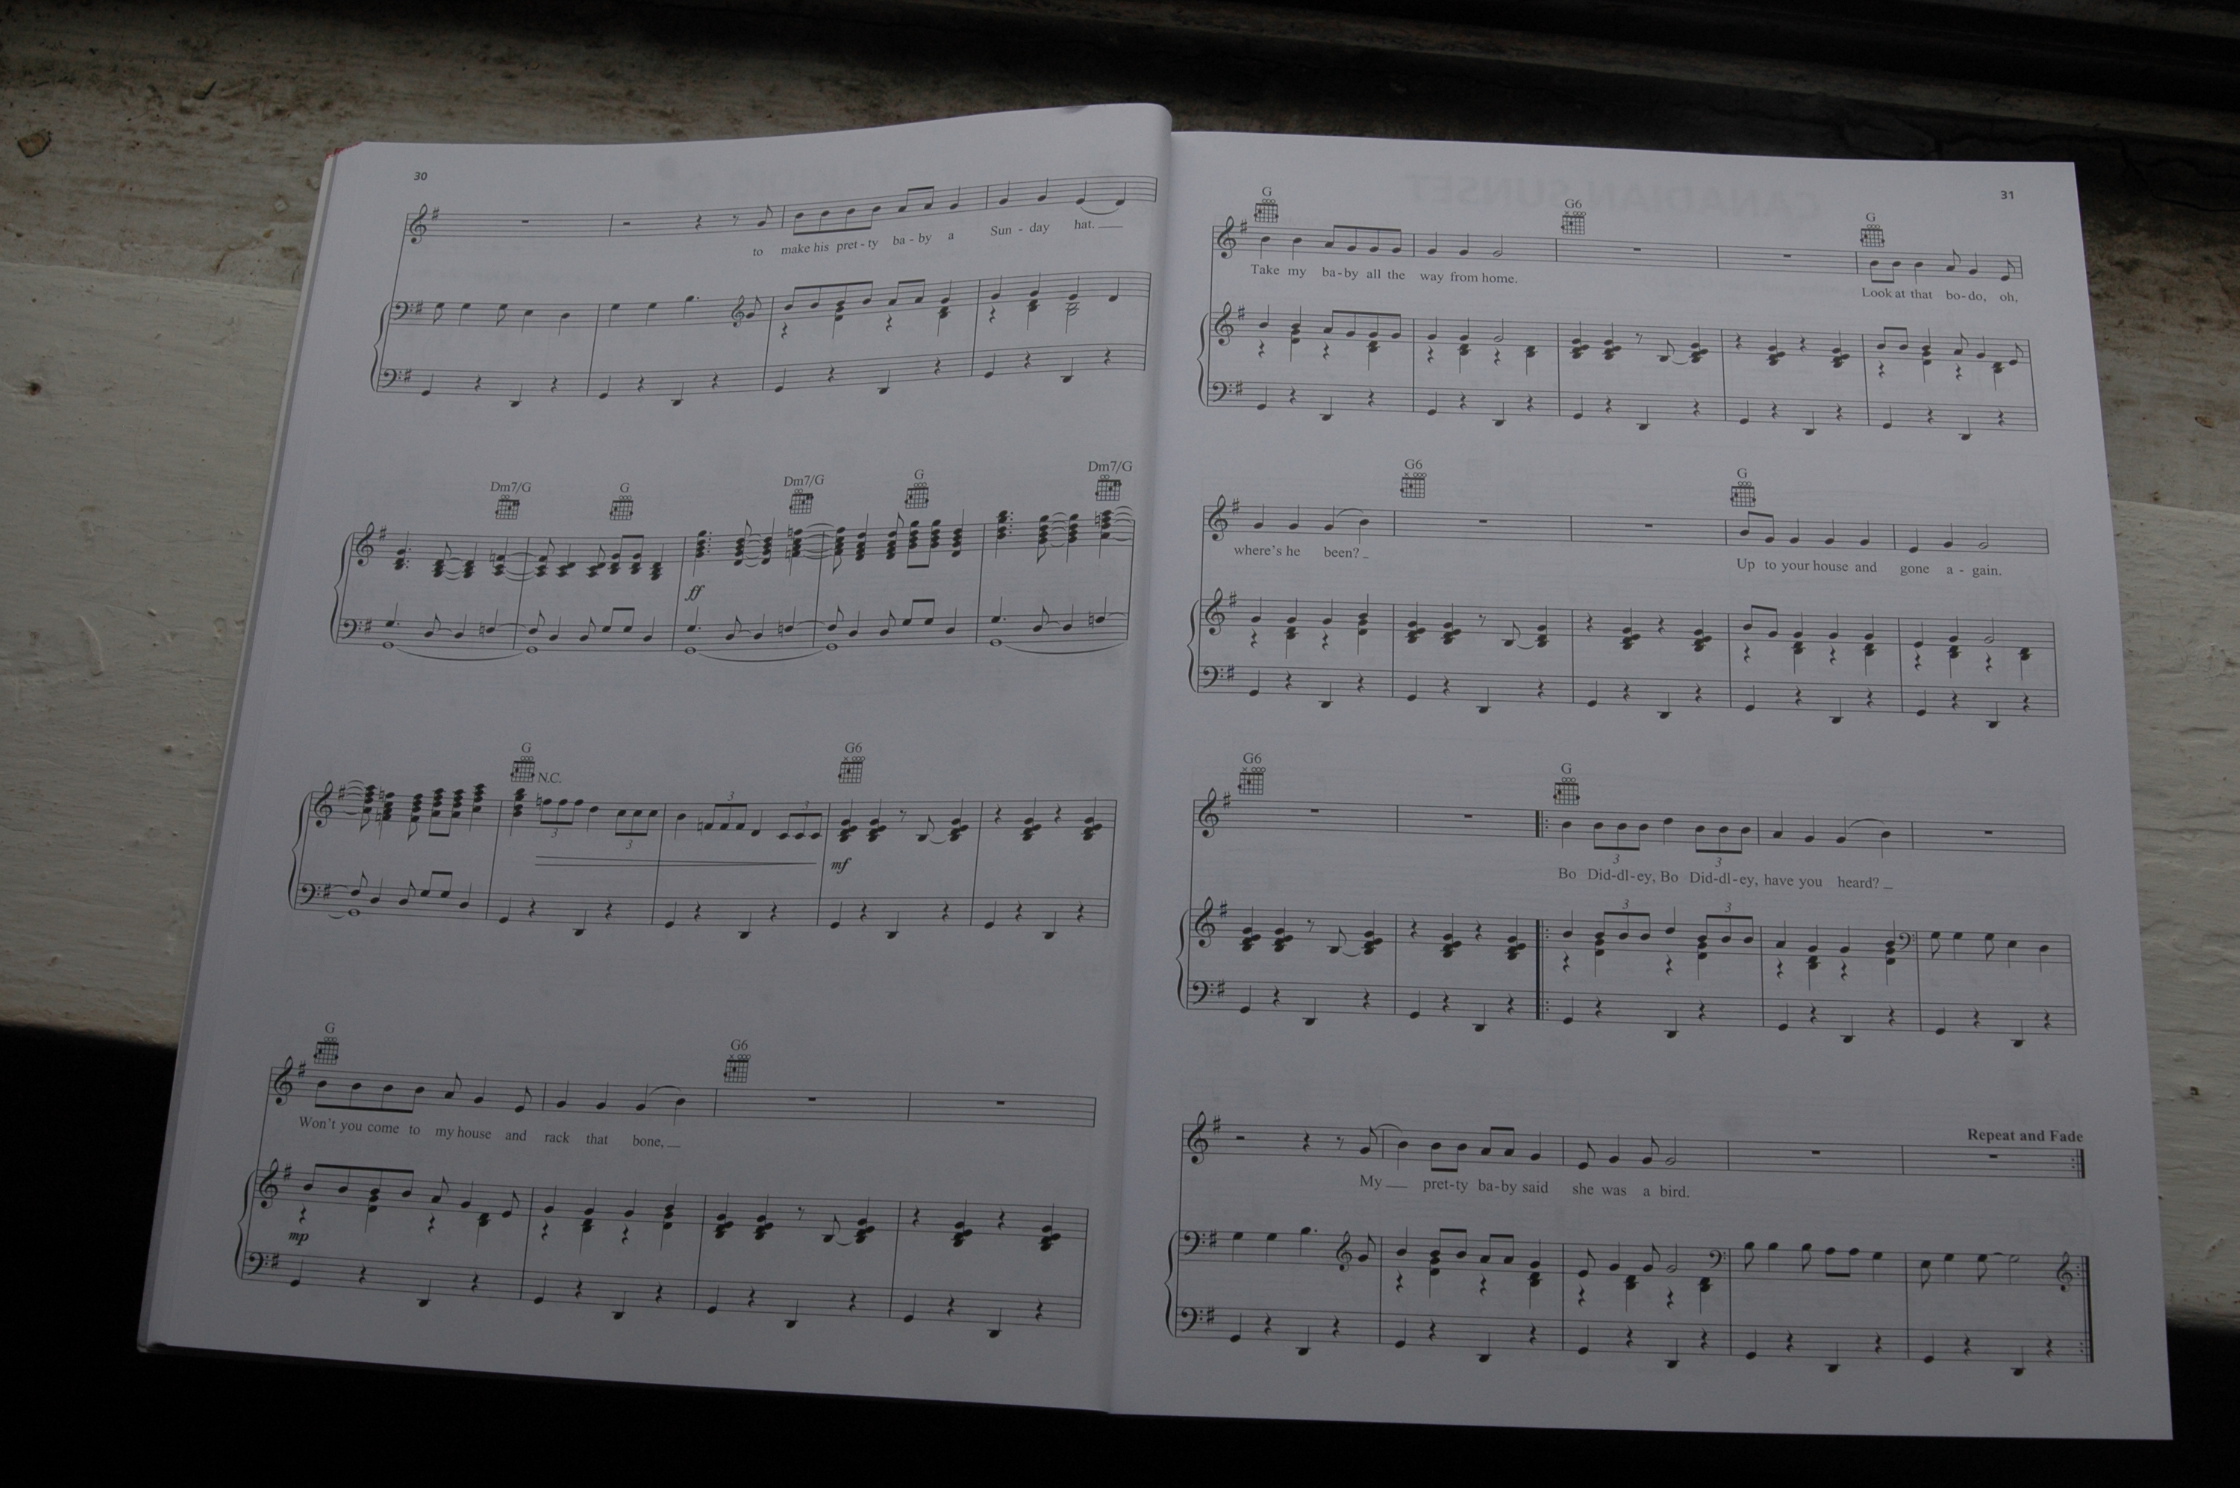 30
to make his pret - ty ba - by a Sun - day hat.
Dm7/G G Dm7/G G Dm7/G
ff
G N.C. G6
3 3 3 3
mf
G G6
Won't you come to my house and rack that bone,
mp
31
CANADIAN SUNSET
G G6 G
Take my ba - by all the way from home. Look at that bo - do, oh,
G6 G
where's he been? Up to your house and gone a - gain.
G6 G
3 3
Bo Did - dl - ey, Bo Did - dl - ey, have you heard?
3 3
Repeat and Fade
My pret - ty ba - by said she was a bird.